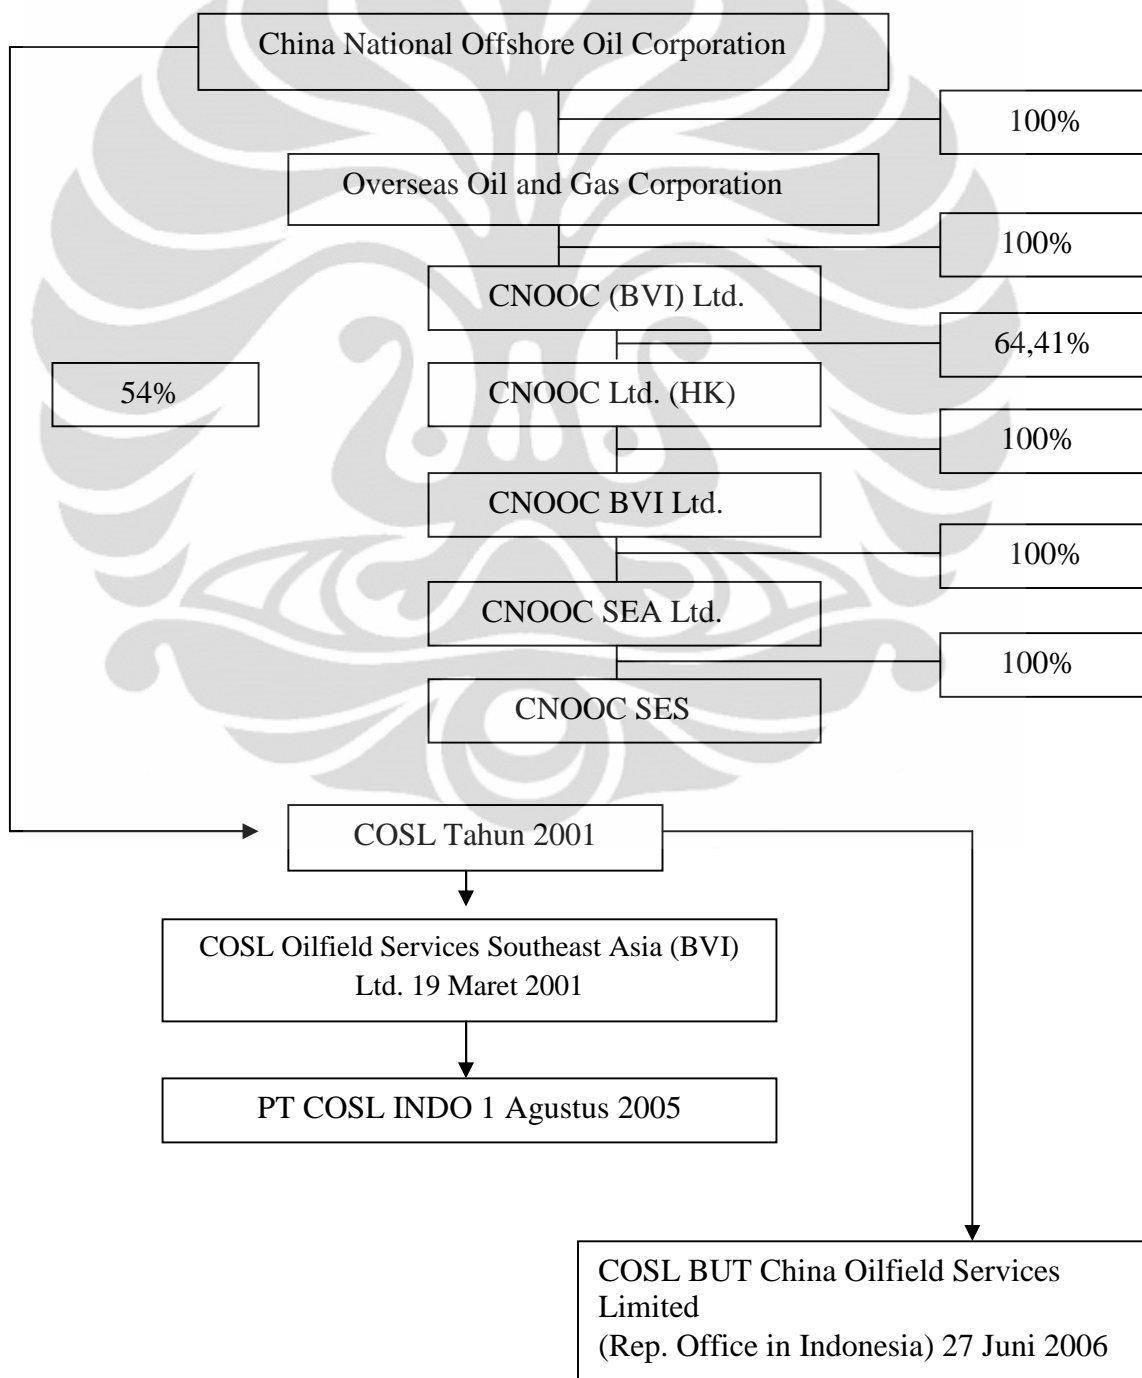 China National Offshore Oil Corporation
100%
Overseas Oil and Gas Corporation
100%
CNOOC (BVI) Ltd.
64,41%
54%
CNOOC Ltd. (HK)
100%
CNOOC BVI Ltd.
100%
CNOOC SEA Ltd.
100%
CNOOC SES
COSL Tahun 2001
COSL Oilfield Services Southeast Asia (BVI)
Ltd. 19 Maret 2001
PT COSL INDO 1 Agustus 2005
COSL BUT China Oilfield Services
Limited
(Rep. Office in Indonesia) 27 Juni 2006